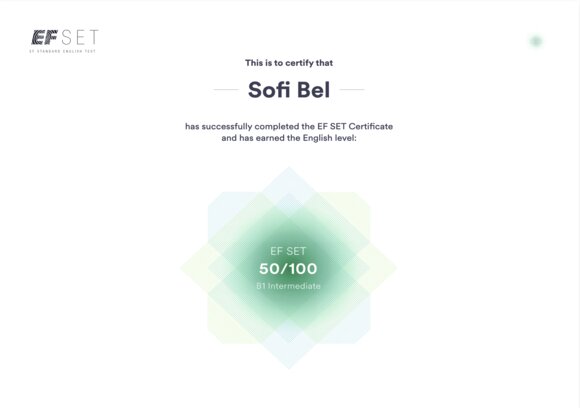 EF SET
EF STANDARD ENGLISH TEST
This is to certify that
Sofi Bel
has successfully completed the EF SET Certificate
and has earned the English level:
EF SET
50/100
B1 Intermediate